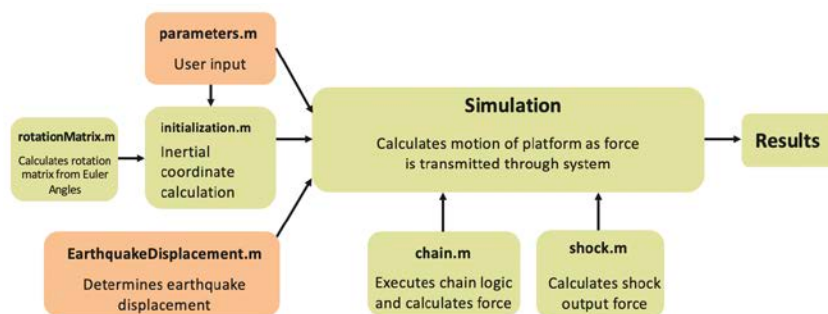 parameters.m
User input
Simulation
Calculates motion of platform as force
is transmitted through system
Results
rotationMatrix.m
Calculates rotation
matrix from Euler
Angles
initialization.m
Inertial
coordinate
calculation
EarthquakeDisplacement.m
Determines earthquake
displacement
chain.m
Executes chain logic
and calculates force
shock.m
Calculates shock
output force